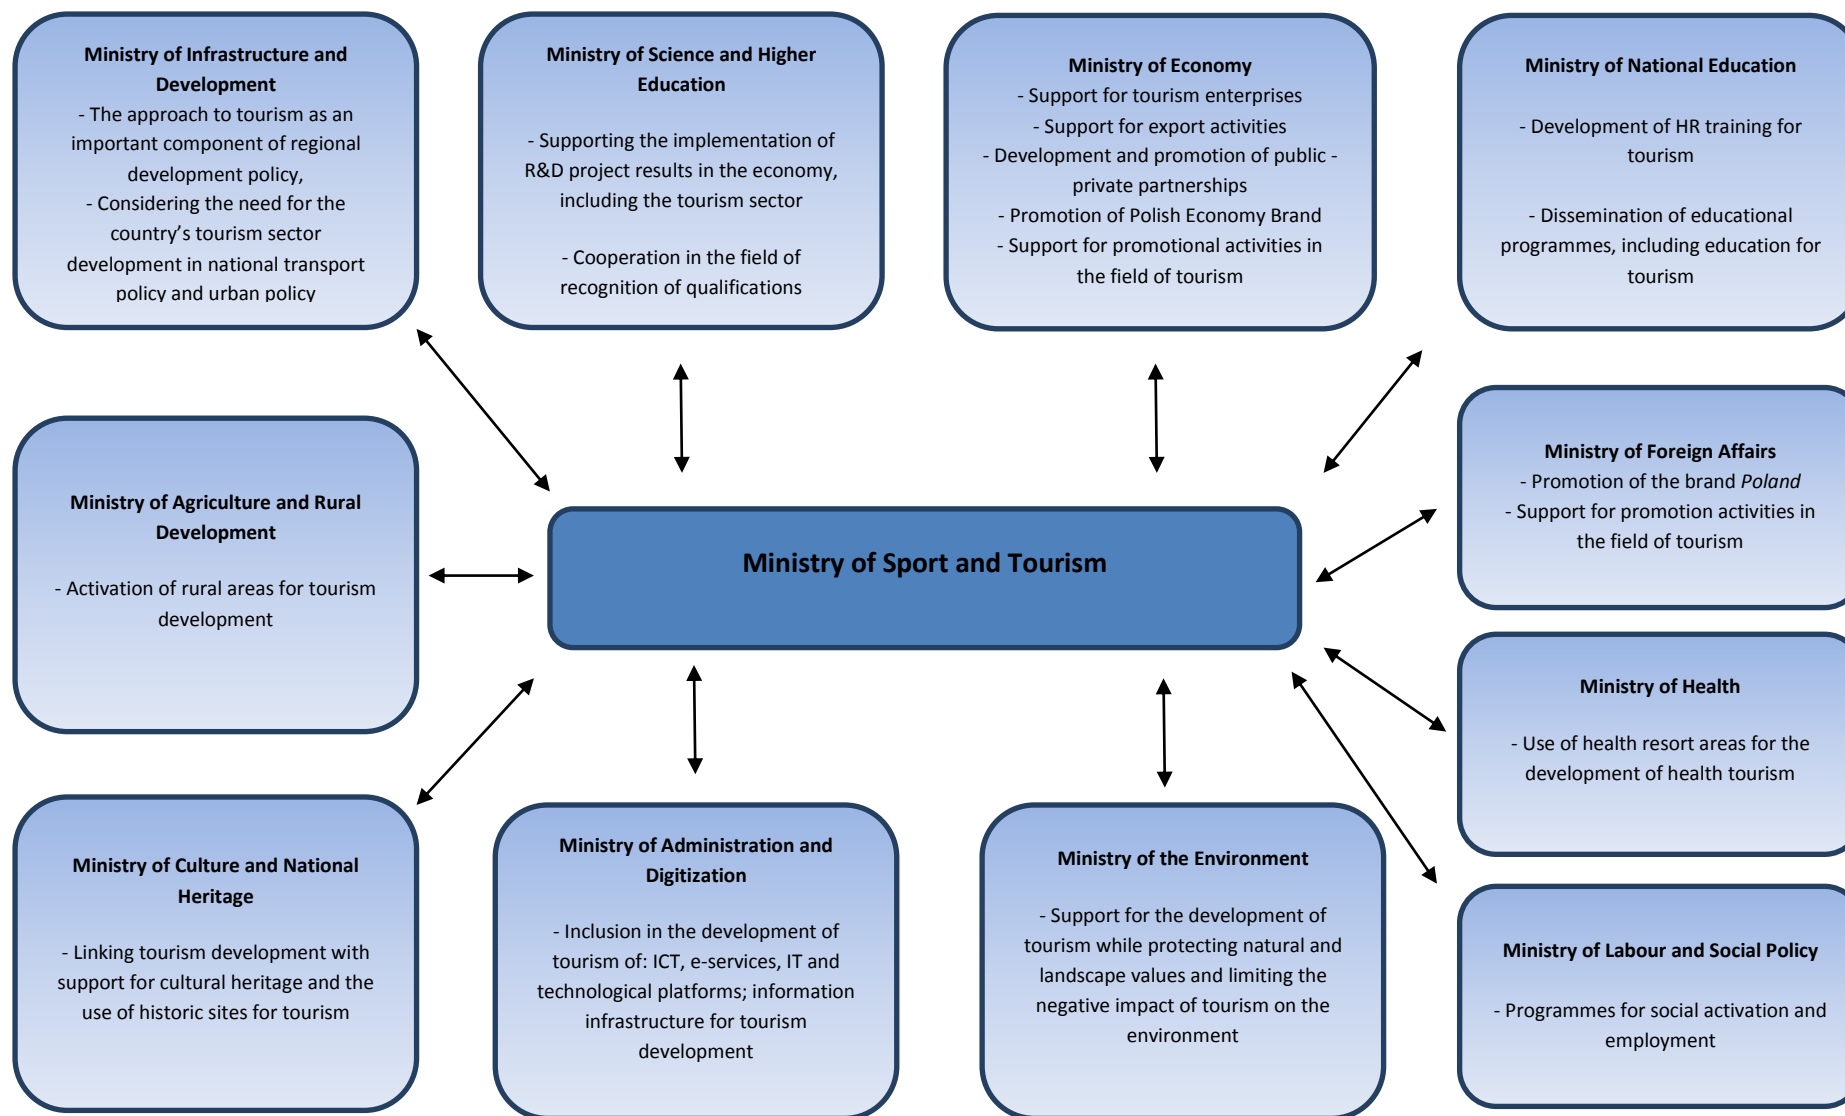 Ministry of Infrastructure and
Development
- The approach to tourism as an
important component of regional
development policy,
- Considering the need for the
country’s tourism sector
development in national transport
policy and urban policy
Ministry of Science and Higher
Education
- Supporting the implementation of
R&D project results in the economy,
including the tourism sector
- Cooperation in the field of
recognition of qualifications
Ministry of Economy
- Support for tourism enterprises
- Support for export activities
- Development and promotion of public -
private partnerships
- Promotion of Polish Economy Brand
- Support for promotional activities in
the field of tourism
Ministry of National Education
- Development of HR training for
tourism
- Dissemination of educational
programmes, including education for
tourism
Ministry of Agriculture and Rural
Development
- Activation of rural areas for tourism
development
Ministry of Sport and Tourism
Ministry of Foreign Affairs
- Promotion of the brand Poland
- Support for promotion activities in
the field of tourism
Ministry of Health
- Use of health resort areas for the
development of health tourism
Ministry of Culture and National
Heritage
- Linking tourism development with
support for cultural heritage and the
use of historic sites for tourism
Ministry of Administration and
Digitization
- Inclusion in the development of
tourism of: ICT, e-services, IT and
technological platforms; information
infrastructure for tourism
development
Ministry of the Environment
- Support for the development of
tourism while protecting natural and
landscape values and limiting the
negative impact of tourism on the
environment
Ministry of Labour and Social Policy
- Programmes for social activation and
employment